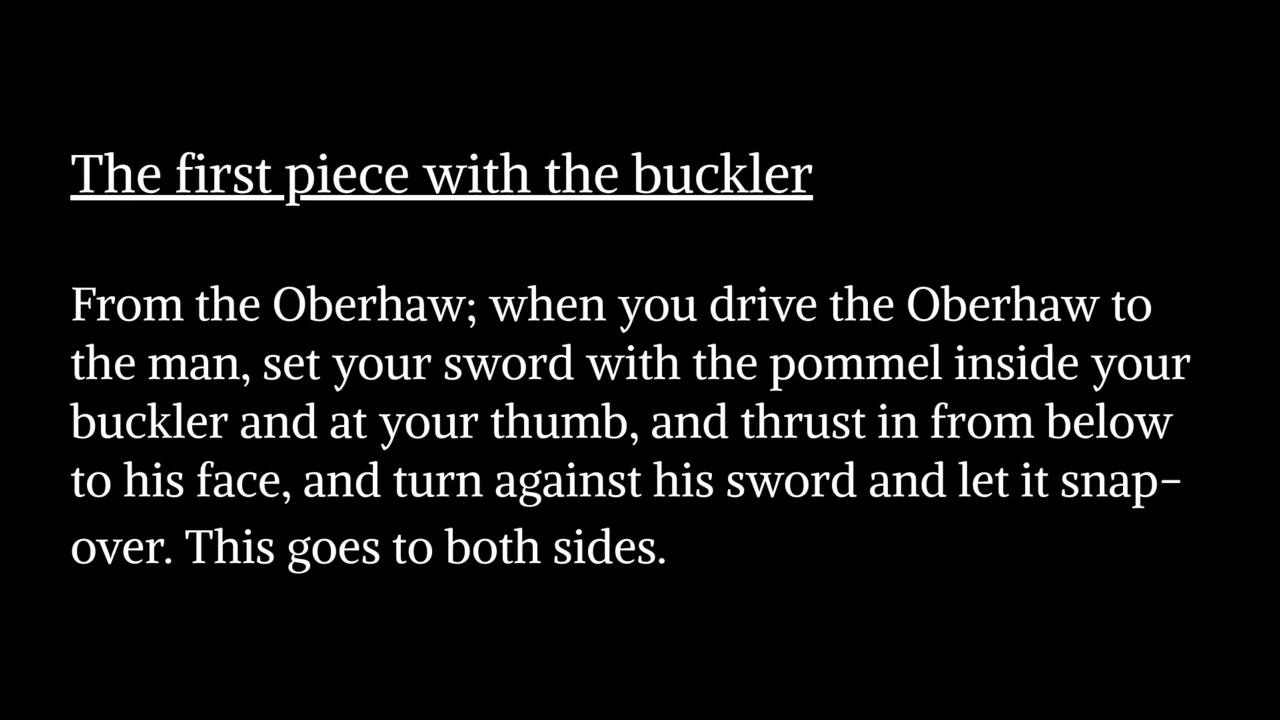 The first piece with the buckler
From the Oberhaw; when you drive the Oberhaw to
the man, set your sword with the pommel inside your
buckler and at your thumb, and thrust in from below
to his face, and turn against his sword and let it snap-
over. This goes to both sides.